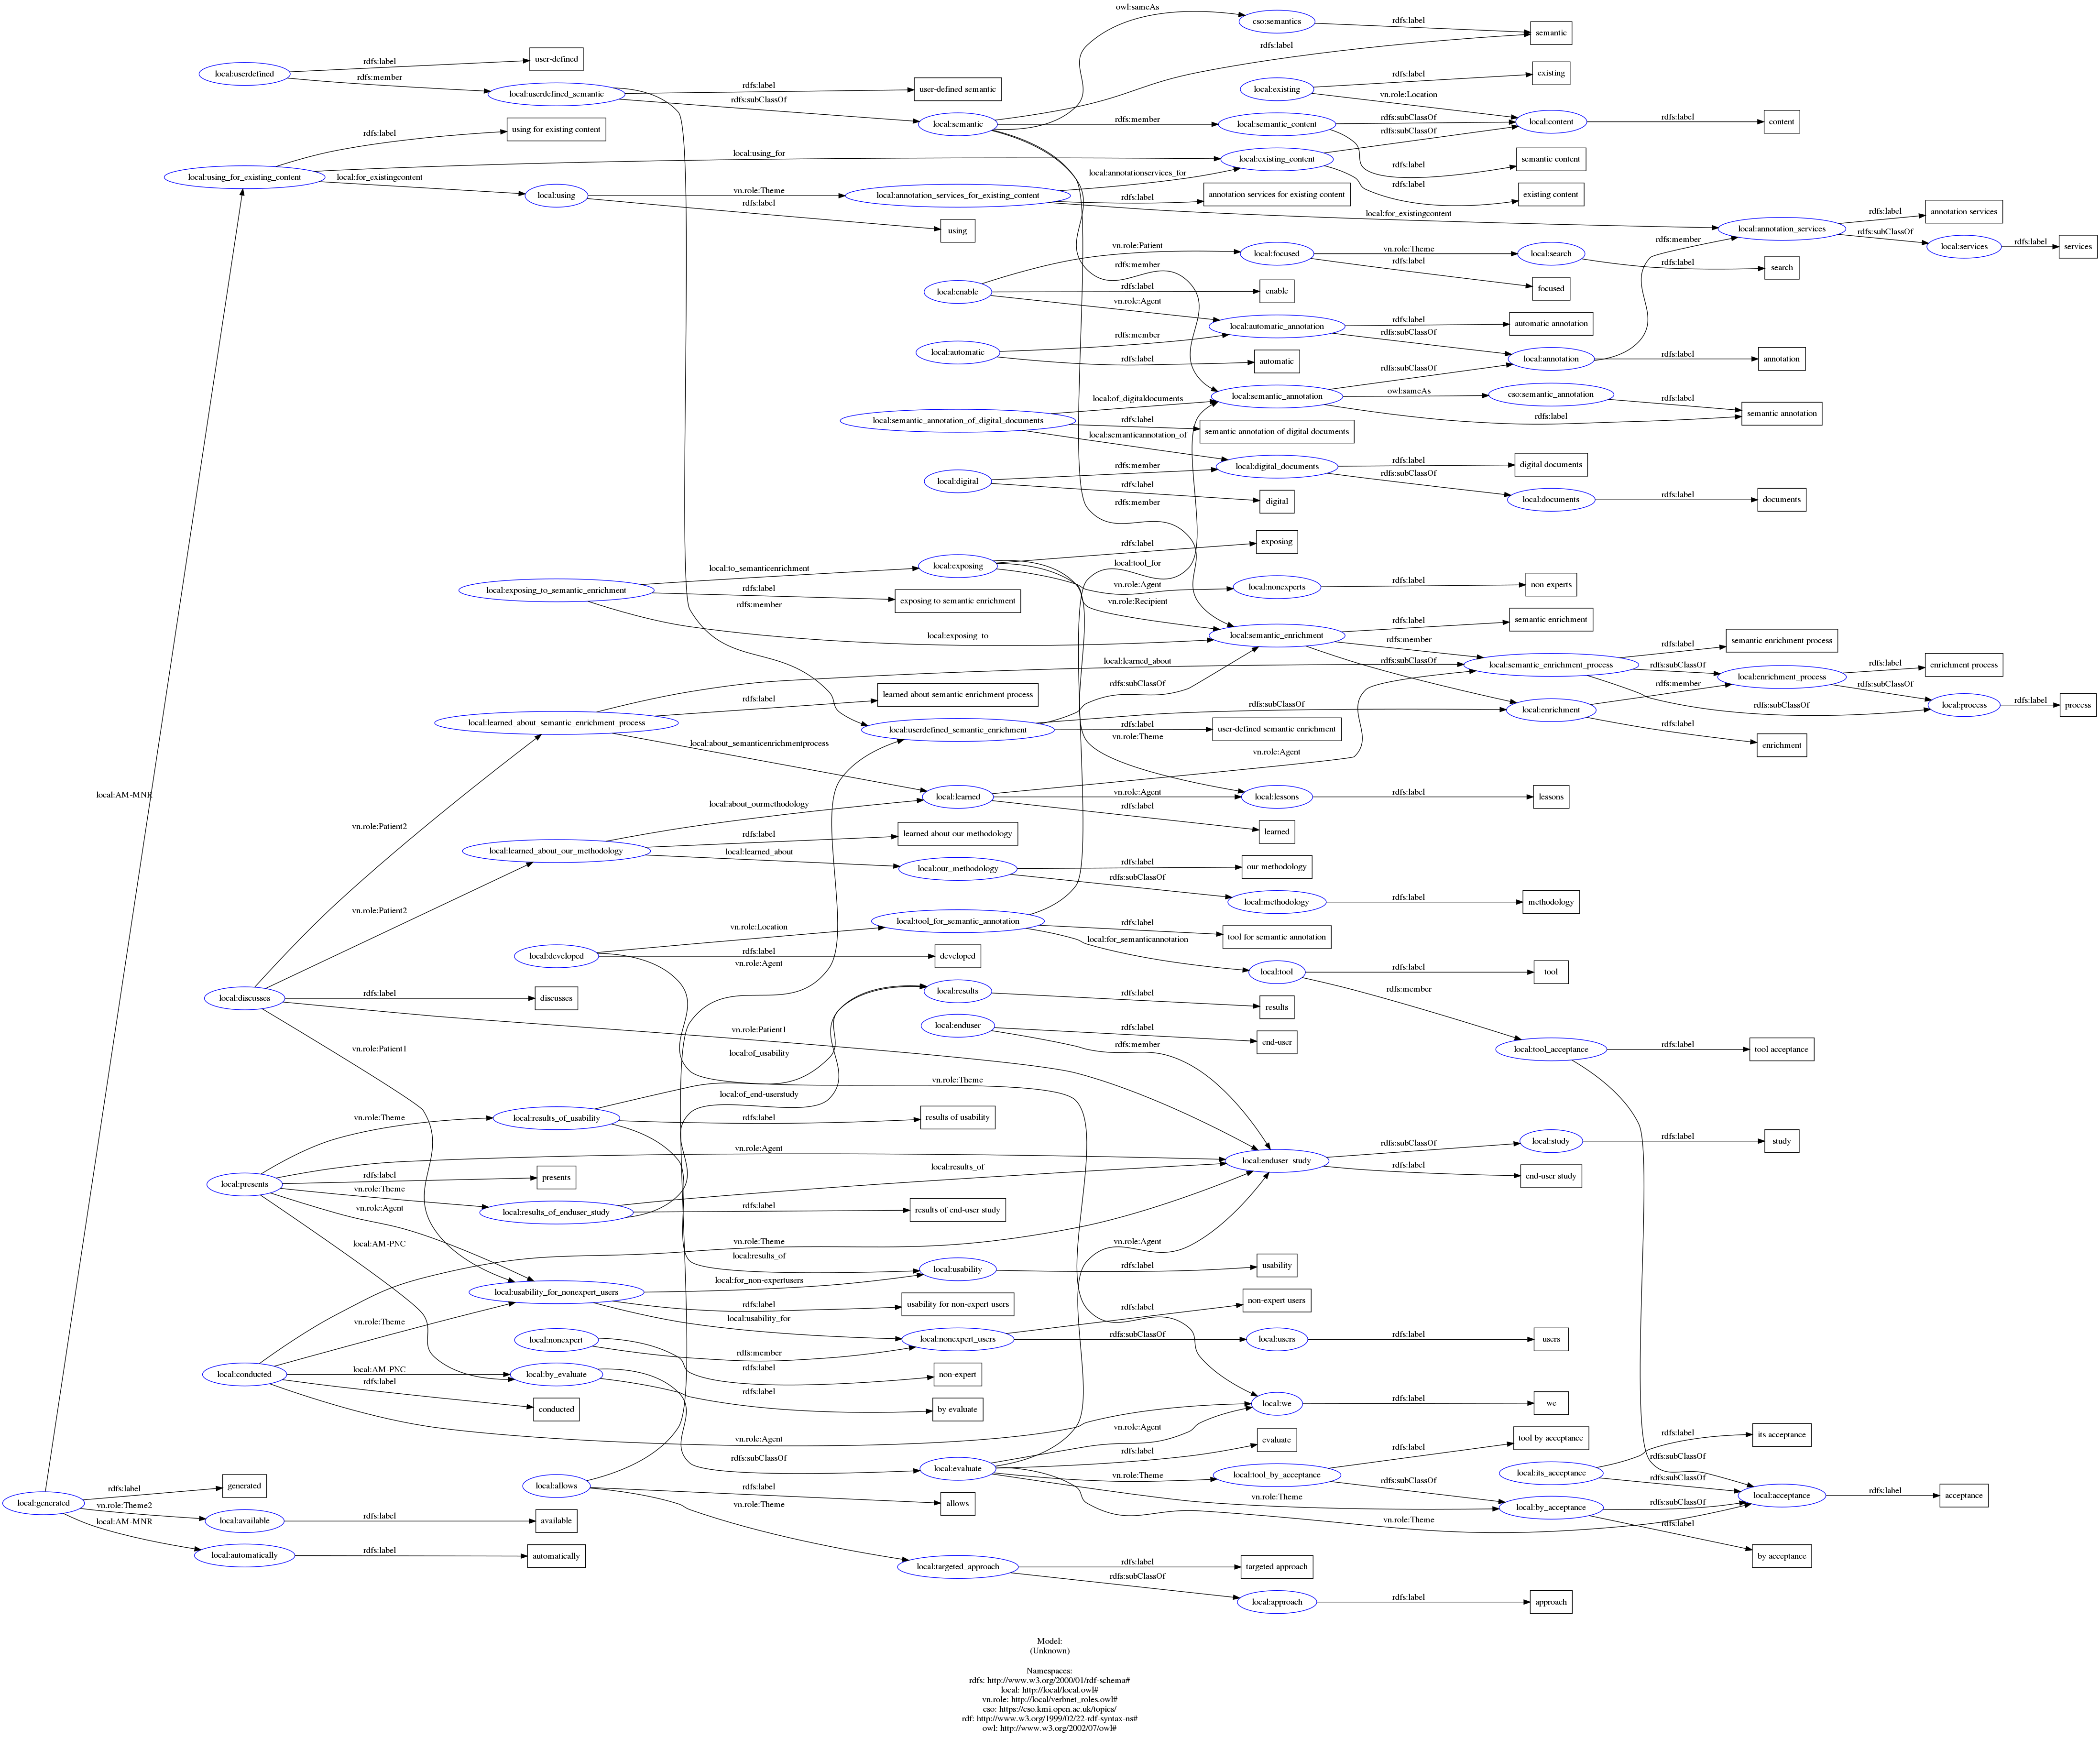 owl:sameAs
cso:semantics
rdfs:label
semantic
rdfs:label
local:userdefined
rdfs:label
user-defined
rdfs:member
local:userdefined_semantic
rdfs:label
user-defined semantic
rdfs:subClassOf
local:existing
rdfs:label
existing
vn.role:Location
local:semantic
rdfs:member
local:semantic_content
rdfs:subClassOf
rdfs:subClassOf
local:content
rdfs:label
content
rdfs:label
using for existing content
local:using_for_existing_content
local:using_for
local:existing_content
rdfs:label
semantic content
local:for_existingcontent
local:using
vn.role:Theme
local:annotationservices_for
local:annotation_services_for_existing_content
rdfs:label
annotation services for existing content
rdfs:label
existing content
rdfs:label
using
local:for_existingcontent
local:annotation_services
rdfs:label
annotation services
rdfs:subClassOf
local:services
rdfs:label
services
rdfs:member
vn.role:Patient
local:focused
vn.role:Theme
local:search
rdfs:label
search
rdfs:label
focused
rdfs:member
local:enable
rdfs:label
enable
vn.role:Agent
local:automatic_annotation
rdfs:label
automatic annotation
rdfs:subClassOf
local:automatic
rdfs:member
rdfs:label
automatic
local:annotation
rdfs:label
annotation
rdfs:subClassOf
local:semantic_annotation
owl:sameAs
cso:semantic_annotation
rdfs:label
semantic annotation
rdfs:label
local:semantic_annotation_of_digital_documents
local:of_digitaldocuments
rdfs:label
semantic annotation of digital documents
local:semanticannotation_of
local:digital
rdfs:member
local:digital_documents
rdfs:label
digital documents
rdfs:subClassOf
local:documents
rdfs:label
documents
rdfs:label
digital
rdfs:member
local:exposing_to_semantic_enrichment
local:to_semanticenrichment
local:exposing
rdfs:label
exposing
local:tool_for
vn.role:Agent
local:nonexperts
rdfs:label
non-experts
rdfs:label
exposing to semantic enrichment
rdfs:member
vn.role:Recipient
local:exposing_to
local:semantic_enrichment
rdfs:label
semantic enrichment
rdfs:member
rdfs:subClassOf
local:semantic_enrichment_process
rdfs:label
semantic enrichment process
rdfs:subClassOf
local:enrichment_process
rdfs:label
enrichment process
rdfs:subClassOf
local:process
rdfs:label
process
rdfs:member
rdfs:subClassOf
local:learned_about
local:learned_about_semantic_enrichment_process
rdfs:label
learned about semantic enrichment process
rdfs:subClassOf
rdfs:subClassOf
local:enrichment
rdfs:label
enrichment
local:userdefined_semantic_enrichment
rdfs:label
user-defined semantic enrichment
vn.role:Theme
local:about_semanticenrichmentprocess
vn.role:Agent
local:AM-MNR
local:learned
vn.role:Agent
local:lessons
rdfs:label
lessons
rdfs:label
learned
vn.role:Patient2
local:about_ourmethodology
local:learned_about_our_methodology
rdfs:label
learned about our methodology
local:learned_about
local:our_methodology
rdfs:label
our methodology
rdfs:subClassOf
local:methodology
rdfs:label
methodology
vn.role:Patient2
vn.role:Location
local:tool_for_semantic_annotation
rdfs:label
tool for semantic annotation
local:for_semanticannotation
local:developed
rdfs:label
developed
vn.role:Agent
local:tool
rdfs:label
tool
rdfs:member
local:discusses
rdfs:label
discusses
local:results
rdfs:label
results
local:enduser
rdfs:label
end-user
rdfs:member
vn.role:Patient1
vn.role:Patient1
local:of_usability
local:tool_acceptance
rdfs:label
tool acceptance
vn.role:Theme
local:of_end-userstudy
vn.role:Theme
local:results_of_usability
rdfs:label
results of usability
vn.role:Agent
local:results_of
local:enduser_study
rdfs:subClassOf
local:study
rdfs:label
study
rdfs:label
end-user study
local:presents
rdfs:label
presents
vn.role:Theme
vn.role:Agent
local:results_of_enduser_study
rdfs:label
results of end-user study
local:AM-PNC
vn.role:Theme
vn.role:Agent
local:results_of
local:usability
rdfs:label
usability
local:usability_for_nonexpert_users
local:for_non-expertusers
rdfs:label
usability for non-expert users
local:usability_for
rdfs:label
non-expert users
vn.role:Theme
local:nonexpert
rdfs:member
local:nonexpert_users
rdfs:subClassOf
local:users
rdfs:label
users
local:conducted
local:AM-PNC
local:by_evaluate
rdfs:label
non-expert
rdfs:label
conducted
rdfs:label
by evaluate
local:we
rdfs:label
we
vn.role:Agent
vn.role:Agent
rdfs:label
evaluate
rdfs:label
tool by acceptance
rdfs:label
its acceptance
rdfs:subClassOf
rdfs:subClassOf
local:evaluate
vn.role:Theme
local:tool_by_acceptance
rdfs:subClassOf
local:its_acceptance
rdfs:subClassOf
local:allows
rdfs:label
allows
vn.role:Theme
vn.role:Theme
local:by_acceptance
rdfs:subClassOf
local:acceptance
rdfs:label
acceptance
vn.role:Theme
rdfs:label
by acceptance
local:generated
rdfs:label
generated
vn.role:Theme2
local:available
rdfs:label
available
local:AM-MNR
local:automatically
rdfs:label
automatically
local:targeted_approach
rdfs:label
targeted approach
rdfs:subClassOf
local:approach
rdfs:label
approach
Model:
(Unknown)
Namespaces:
rdfs: http://www.w3.org/2000/01/rdf-schema#
local: http://local/local.owl#
vn.role: http://local/verbnet_roles.owl#
cso: https://cso.kmi.open.ac.uk/topics/
rdf: http://www.w3.org/1999/02/22-rdf-syntax-ns#
owl: http://www.w3.org/2002/07/owl#